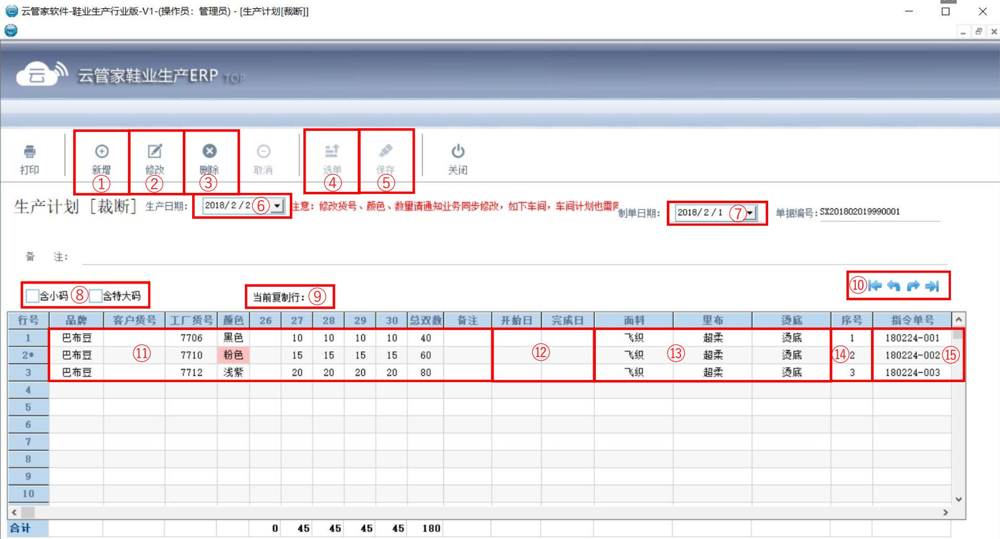 云管家软件-鞋业生产行业版-V1-(操作员：管理员) - [生产计划[裁断]]
云 云管家鞋业生产ERP TOP
打印 新增 修改 删除 取消 选单 保存 关闭
① ② ③ ④ ⑤
生产计划 [裁断] 生产日期: 2018/ 2 / 2 ⑥ 注意：修改货号、颜色、数量请通知业务同步修改，如下车间，车间计划也需 制单日期: 2018/ 2 / 1 ⑦ 单据编号: SX201802019990001
备 注:
含小码 ⑧ 含特大码 当前复制行： ⑨ ⑩
行号 品牌 客户货号 工厂货号 颜色 26 27 28 29 30 总双数 备注 开始日 完成日 面料 里布 烫底 序号 指令单号
1 巴布豆 7706 黑色 10 10 10 10 40 飞织 超柔 烫底 1 180224-001
2* 巴布豆 ⑪ 7710 粉色 15 15 15 15 60 ⑫ 飞织 ⑬ 超柔 烫底 ⑭ 2 180224-002 ⑮
3 巴布豆 7712 浅紫 20 20 20 20 80 飞织 超柔 烫底 3 180224-003
4
5
6
7
8
9
10
合计 0 45 45 45 45 180